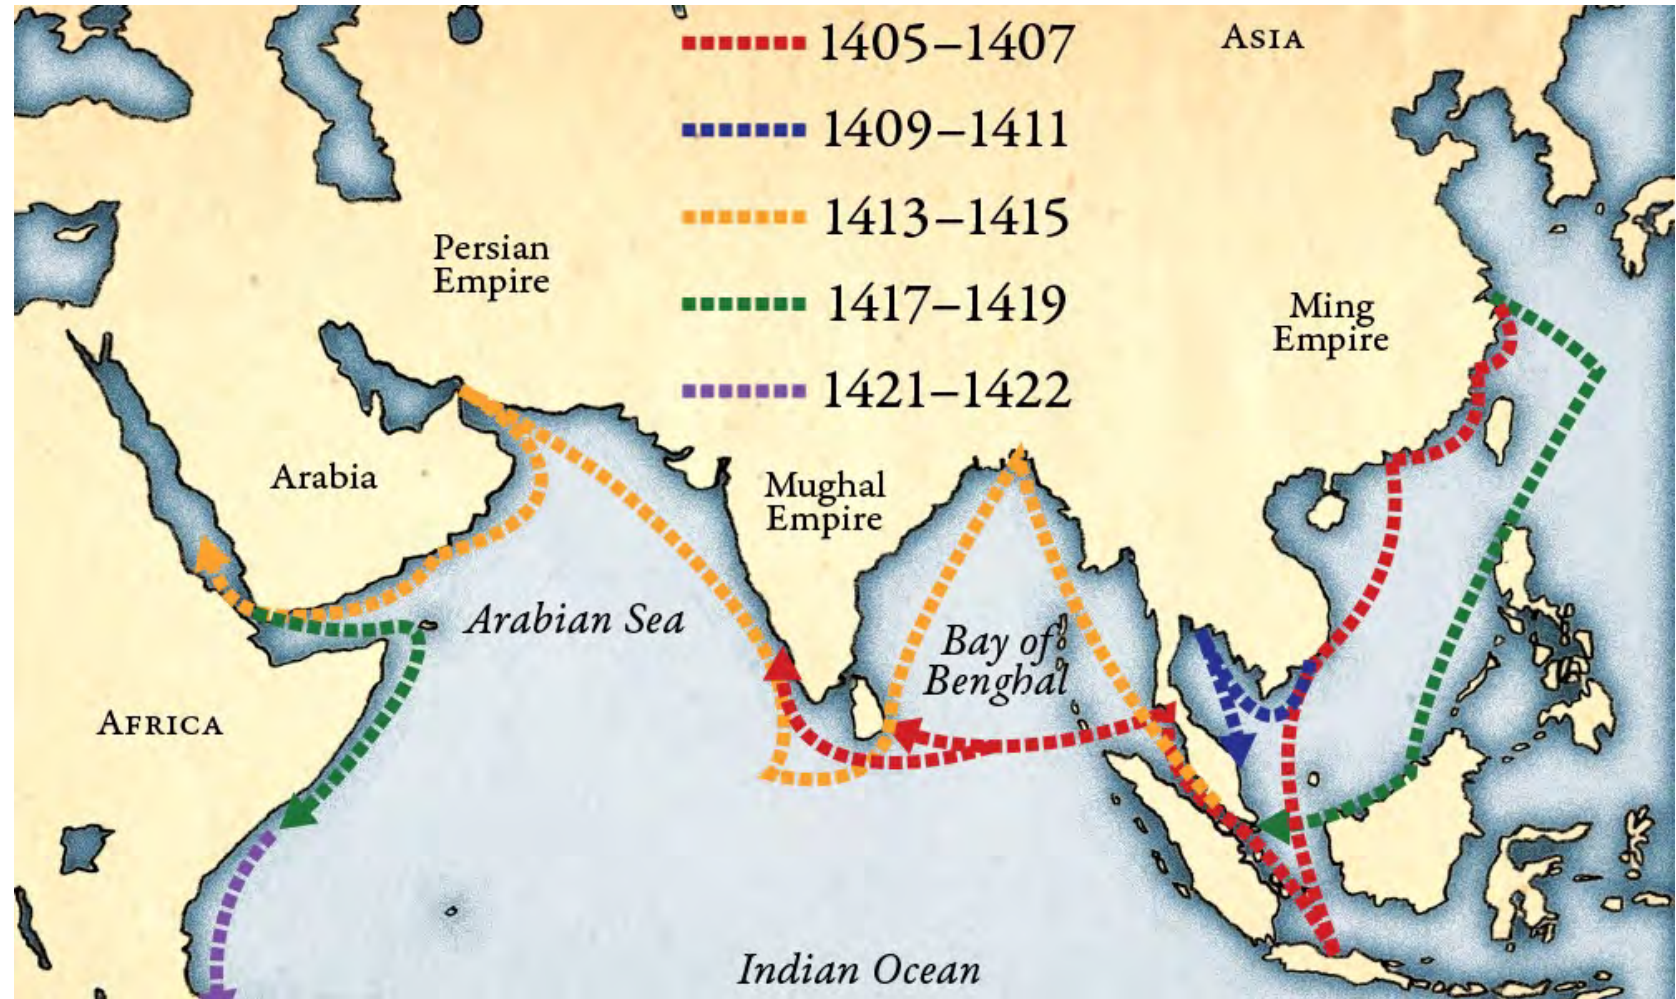 1405–1407
ASIA
1409–1411
1413–1415
Persian
Empire
1417–1419
Ming
Empire
1421–1422
Arabia
Mughal
Empire
Arabian Sea
Bay of
Benghal
AFRICA
Indian Ocean